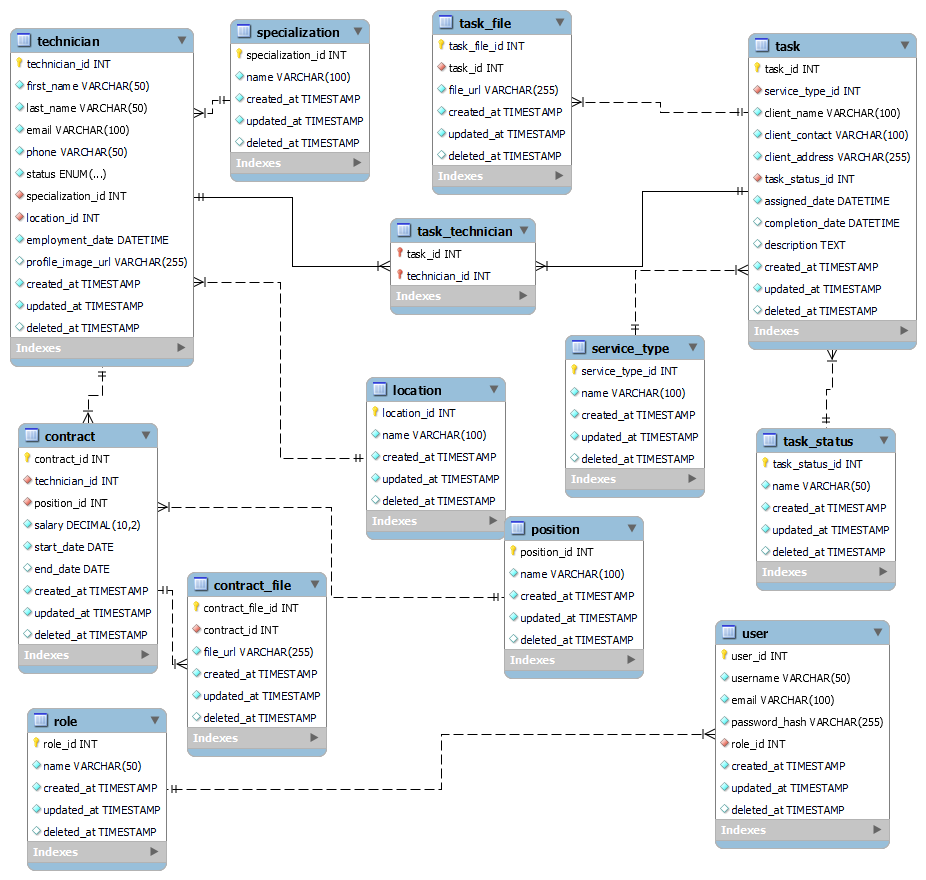 technician
technician_id INT
first_name VARCHAR(50)
last_name VARCHAR(50)
email VARCHAR(100)
phone VARCHAR(50)
status ENUM(...)
specialization_id INT
location_id INT
employment_date DATETIME
profile_image_url VARCHAR(255)
created_at TIMESTAMP
updated_at TIMESTAMP
deleted_at TIMESTAMP
Indexes
specialization
specialization_id INT
name VARCHAR(100)
created_at TIMESTAMP
updated_at TIMESTAMP
deleted_at TIMESTAMP
Indexes
task_file
task_file_id INT
task_id INT
file_url VARCHAR(255)
created_at TIMESTAMP
updated_at TIMESTAMP
deleted_at TIMESTAMP
Indexes
task
task_id INT
service_type_id INT
client_name VARCHAR(100)
client_contact VARCHAR(100)
client_address VARCHAR(255)
task_status_id INT
assigned_date DATETIME
completion_date DATETIME
description TEXT
created_at TIMESTAMP
updated_at TIMESTAMP
deleted_at TIMESTAMP
Indexes
task_technician
task_id INT
technician_id INT
Indexes
service_type
service_type_id INT
name VARCHAR(100)
created_at TIMESTAMP
updated_at TIMESTAMP
deleted_at TIMESTAMP
Indexes
location
location_id INT
name VARCHAR(100)
created_at TIMESTAMP
updated_at TIMESTAMP
deleted_at TIMESTAMP
Indexes
contract
contract_id INT
technician_id INT
position_id INT
salary DECIMAL(10,2)
start_date DATE
end_date DATE
created_at TIMESTAMP
updated_at TIMESTAMP
deleted_at TIMESTAMP
Indexes
task_status
task_status_id INT
name VARCHAR(50)
created_at TIMESTAMP
updated_at TIMESTAMP
deleted_at TIMESTAMP
Indexes
position
position_id INT
name VARCHAR(100)
created_at TIMESTAMP
updated_at TIMESTAMP
deleted_at TIMESTAMP
Indexes
contract_file
contract_file_id INT
contract_id INT
file_url VARCHAR(255)
created_at TIMESTAMP
updated_at TIMESTAMP
deleted_at TIMESTAMP
Indexes
user
user_id INT
username VARCHAR(50)
email VARCHAR(100)
password_hash VARCHAR(255)
role_id INT
created_at TIMESTAMP
updated_at TIMESTAMP
deleted_at TIMESTAMP
Indexes
role
role_id INT
name VARCHAR(50)
created_at TIMESTAMP
updated_at TIMESTAMP
deleted_at TIMESTAMP
Indexes